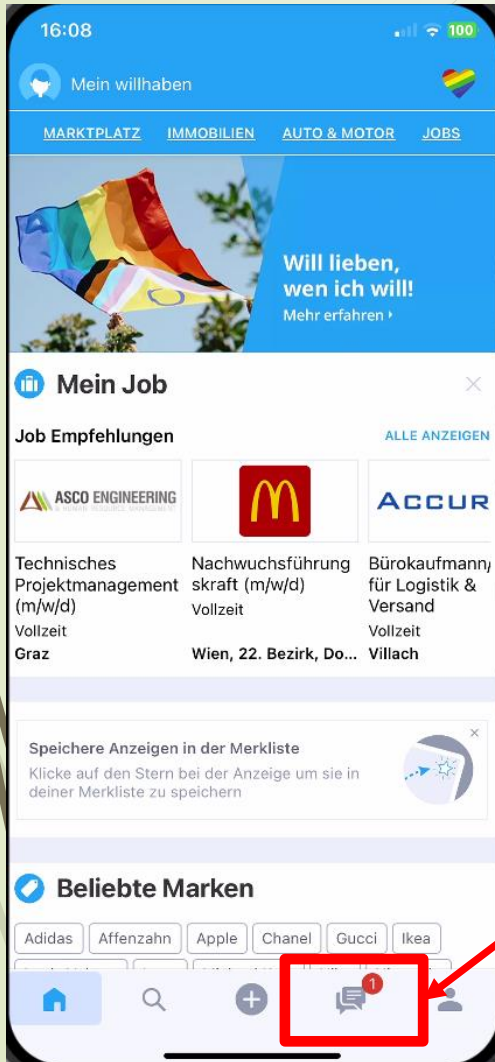 16:08
100
Mein willhaben
MARKTPLATZ IMMOBILIEN AUTO & MOTOR JOBS
Will lieben,
wen ich will!
Mehr erfahren
Mein Job
Job Empfehlungen ALLE ANZEIGEN
ASCO ENGINEERING
& HUMAN RESOURCE MANAGEMENT
M
ACCUR
Technisches
Projektmanagement
(m/w/d)
Vollzeit
Graz
Nachwuchsführung
skraft (m/w/d)
Vollzeit
Wien, 22. Bezirk, Do...
Bürokaufmann/
für Logistik &
Versand
Vollzeit
Villach
Speichere Anzeigen in der Merkliste
Klicke auf den Stern bei der Anzeige um sie in
deiner Merkliste zu speichern
Beliebte Marken
Adidas Affenzahn Apple Chanel Gucci Ikea
1